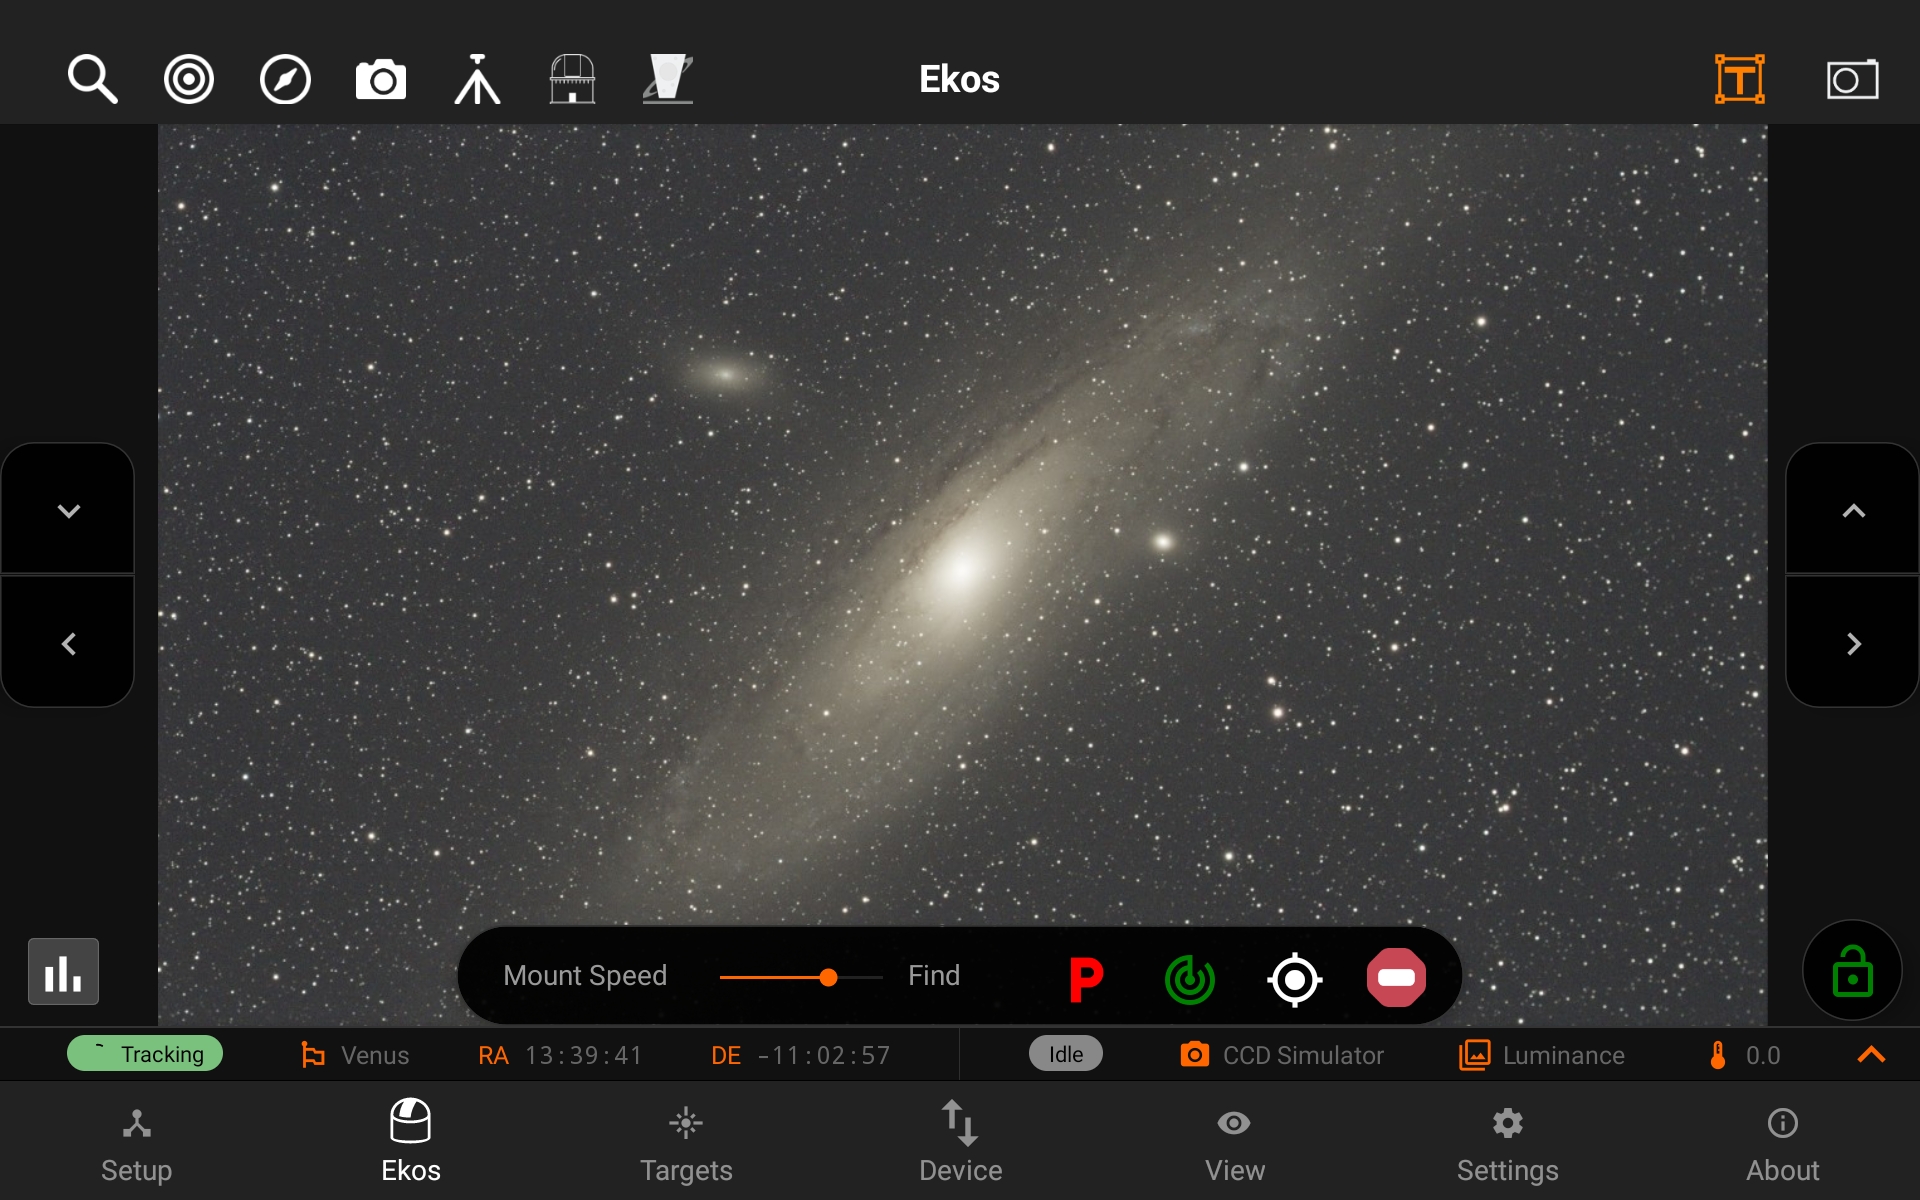 Ekos
T
Mount Speed Find P
Tracking Venus RA 13:39:41 DE -11:02:57 Idle CCD Simulator Luminance 0.0
Setup Ekos Targets Device View Settings About